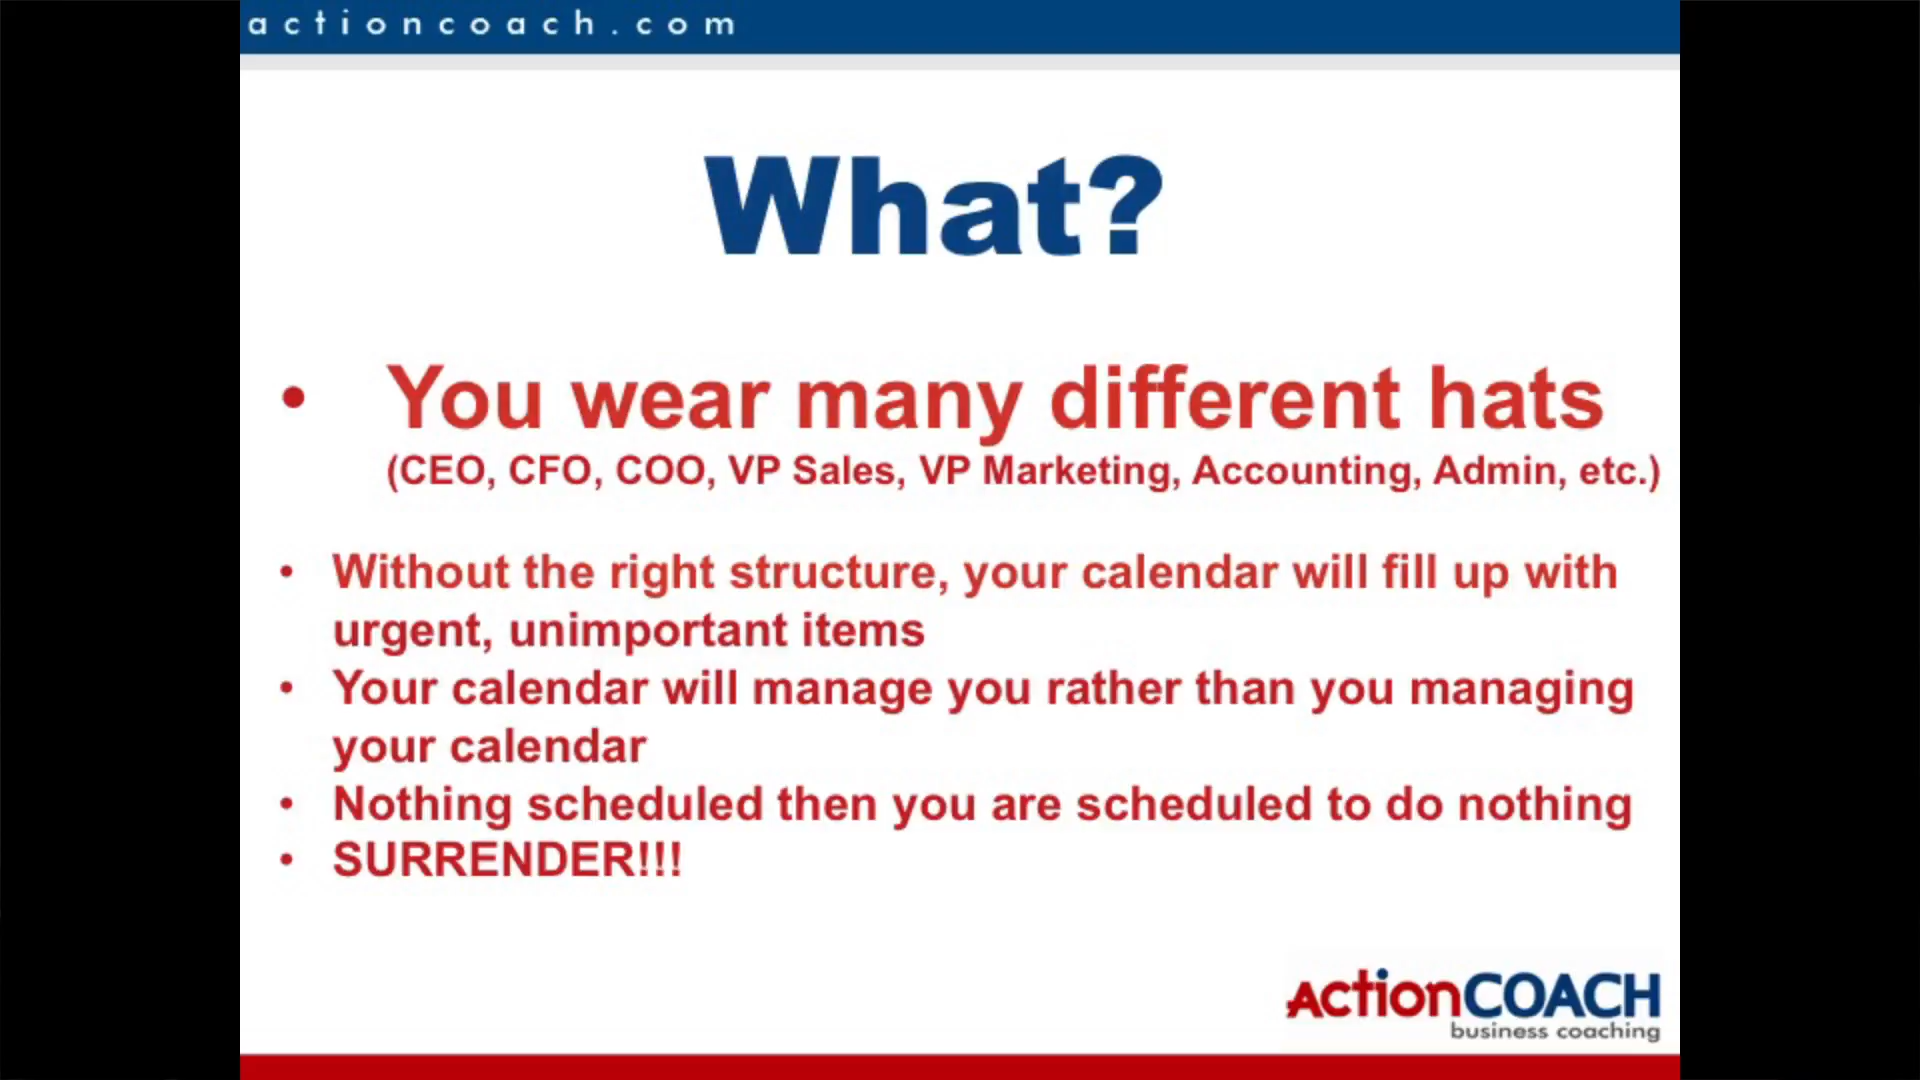 actioncoach.com
What?
• You wear many different hats
(CEO, CFO, COO, VP Sales, VP Marketing, Accounting, Admin, etc.)
• Without the right structure, your calendar will fill up with
urgent, unimportant items
• Your calendar will manage you rather than you managing
your calendar
• Nothing scheduled then you are scheduled to do nothing
• SURRENDER!!!
ActionCOACH
business coaching